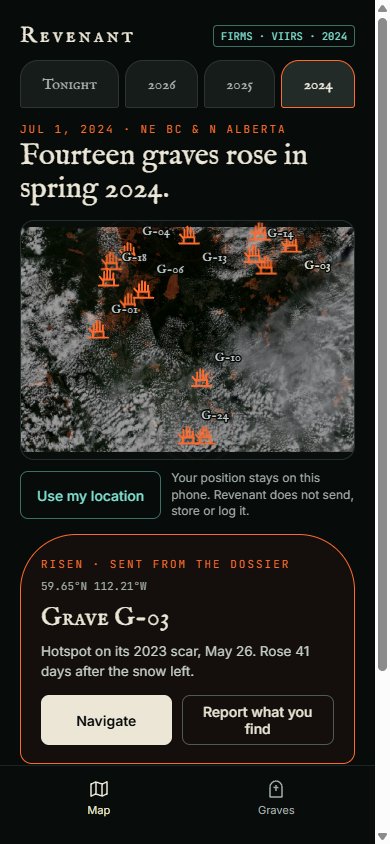 Revenant
FIRMS · VIIRS · 2024
Tonight
2026
2025
2024
JUL 1, 2024 · NE BC & N ALBERTA
Fourteen graves rose in
spring 2024.
G-04
G-14
G-18
G-13
G-06
G-03
G-01
G-10
G-24
Use my location
Your position stays on this
phone. Revenant does not send,
store or log it.
RISEN · SENT FROM THE DOSSIER
59.65°N 112.21°W
Grave G-03
Hotspot on its 2023 scar, May 26. Rose 41
days after the snow left.
Navigate
Report what you
find
Map
Graves